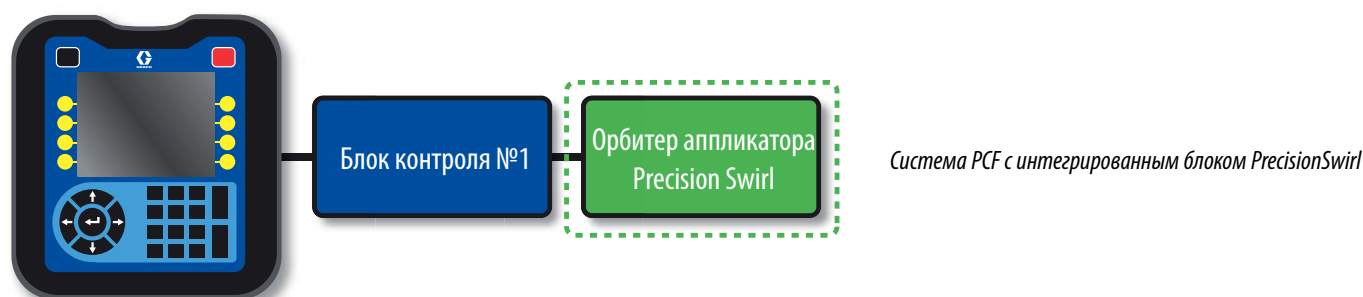 GRACO
Блок контроля №1
Орбитер аппликатора
Precision Swirl
Система PCF с интегрированным блоком PrecisionSwirl